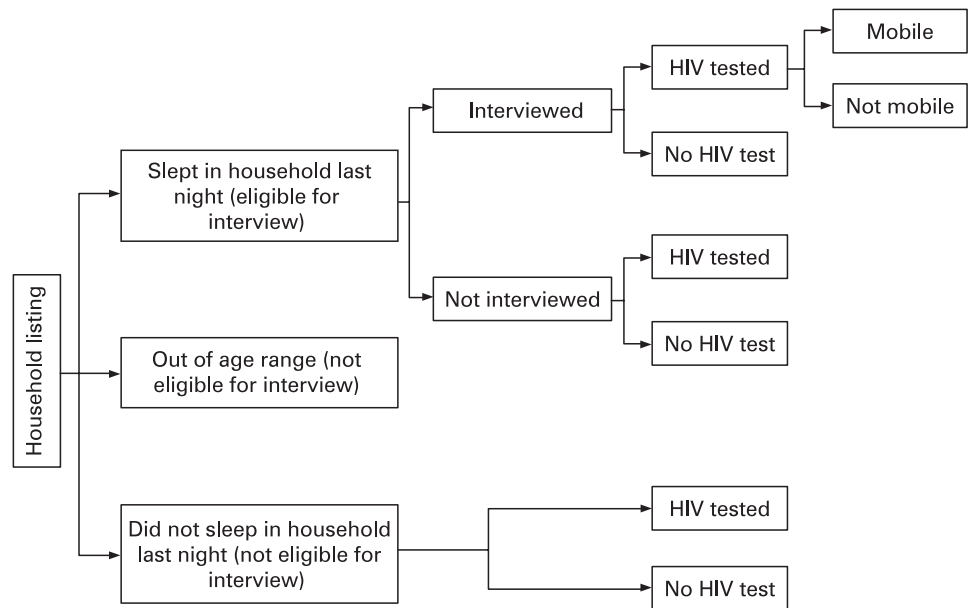 Household listing
Slept in household last
night (eligible for
interview)
Interviewed
HIV tested
Mobile
Not mobile
No HIV test
Not interviewed
HIV tested
No HIV test
Out of age range (not
eligible for interview)
Did not sleep in household
last night (not eligible for
interview)
HIV tested
No HIV test